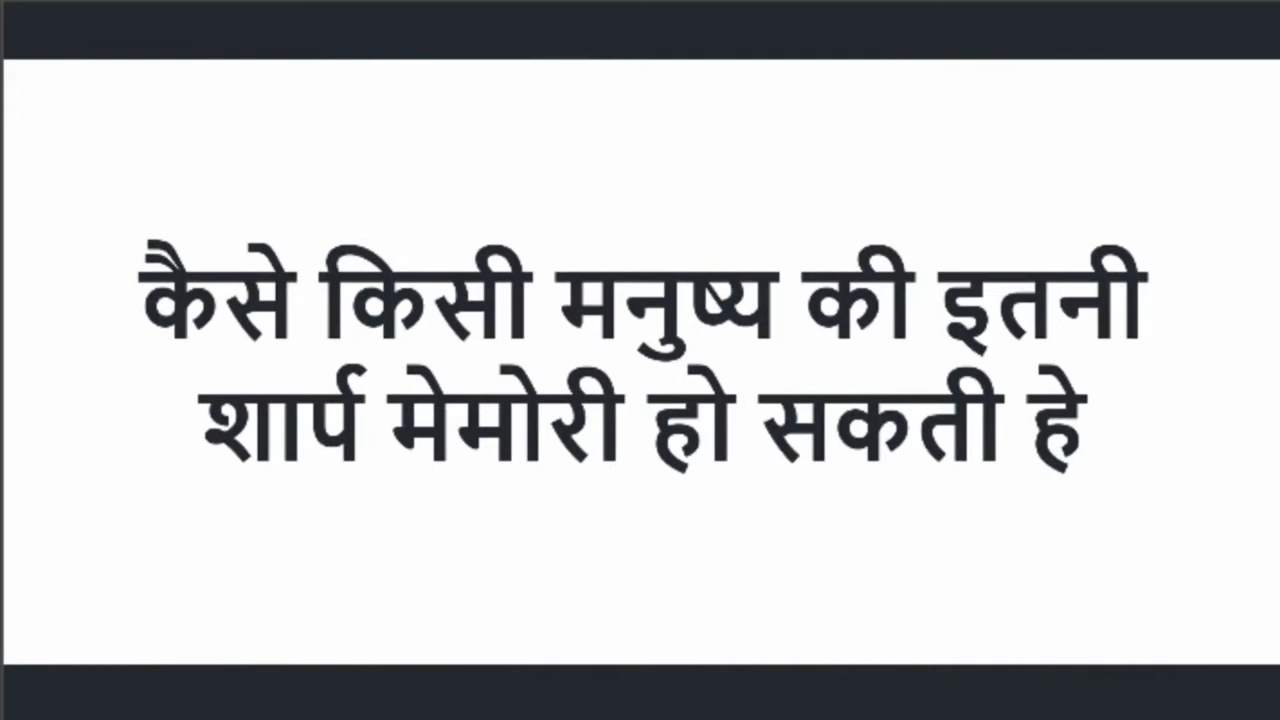 कैसे किसी मनुष्य की इतनी
शार्प मेमोरी हो सकती हे